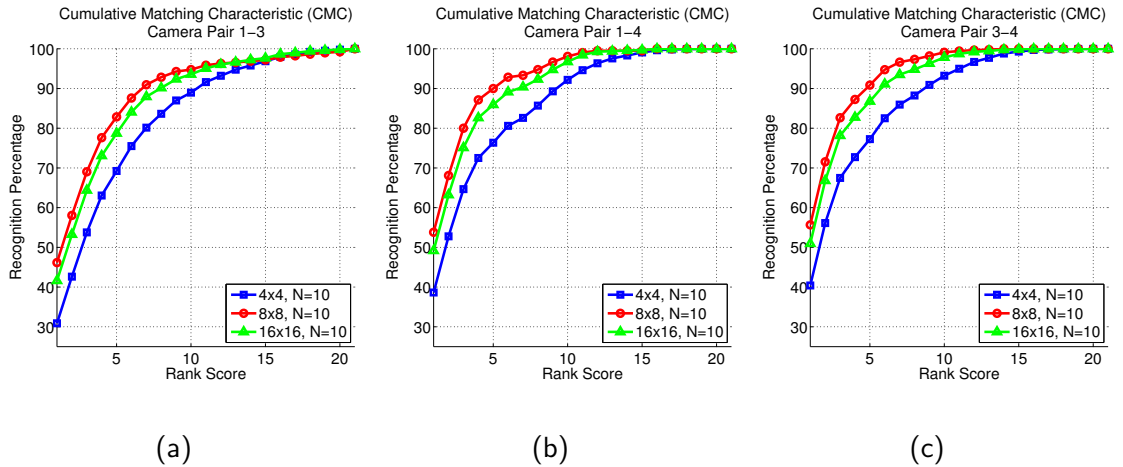 Cumulative Matching Characteristic (CMC)
Camera Pair 1−3
100
90
80
70
60
50
40
30
Recognition Percentage
5
10
15
20
Rank Score
4x4, N=10
8x8, N=10
16x16, N=10
(a)
Cumulative Matching Characteristic (CMC)
Camera Pair 1−4
100
90
80
70
60
50
40
30
Recognition Percentage
5
10
15
20
Rank Score
4x4, N=10
8x8, N=10
16x16, N=10
(b)
Cumulative Matching Characteristic (CMC)
Camera Pair 3−4
100
90
80
70
60
50
40
30
Recognition Percentage
5
10
15
20
Rank Score
4x4, N=10
8x8, N=10
16x16, N=10
(c)